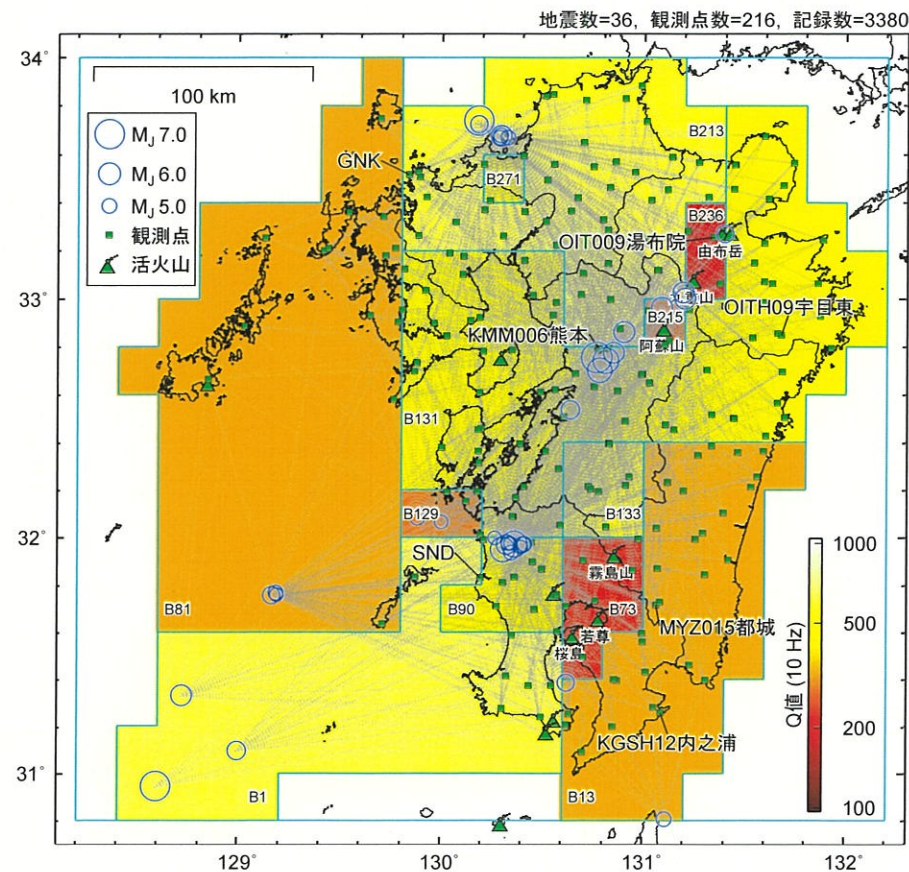 地震数=36, 観測点数=216, 記録数=3380
34°
33°
32°
31°
129°
130°
131°
132°
100 km
MJ 7.0
MJ 6.0
MJ 5.0
観測点
活火山
GNK
B213
B271
B236
OIT009湯布院
由布岳
OITH09宇目東
B215
阿蘇山
KMM006熊本
B131
B129
B133
SND
霧島山
B81
B90
B73
若尊
桜島
MYZ015都城
KGSH12内之浦
B1
B13
Q値 (10 Hz)
1000
500
200
100